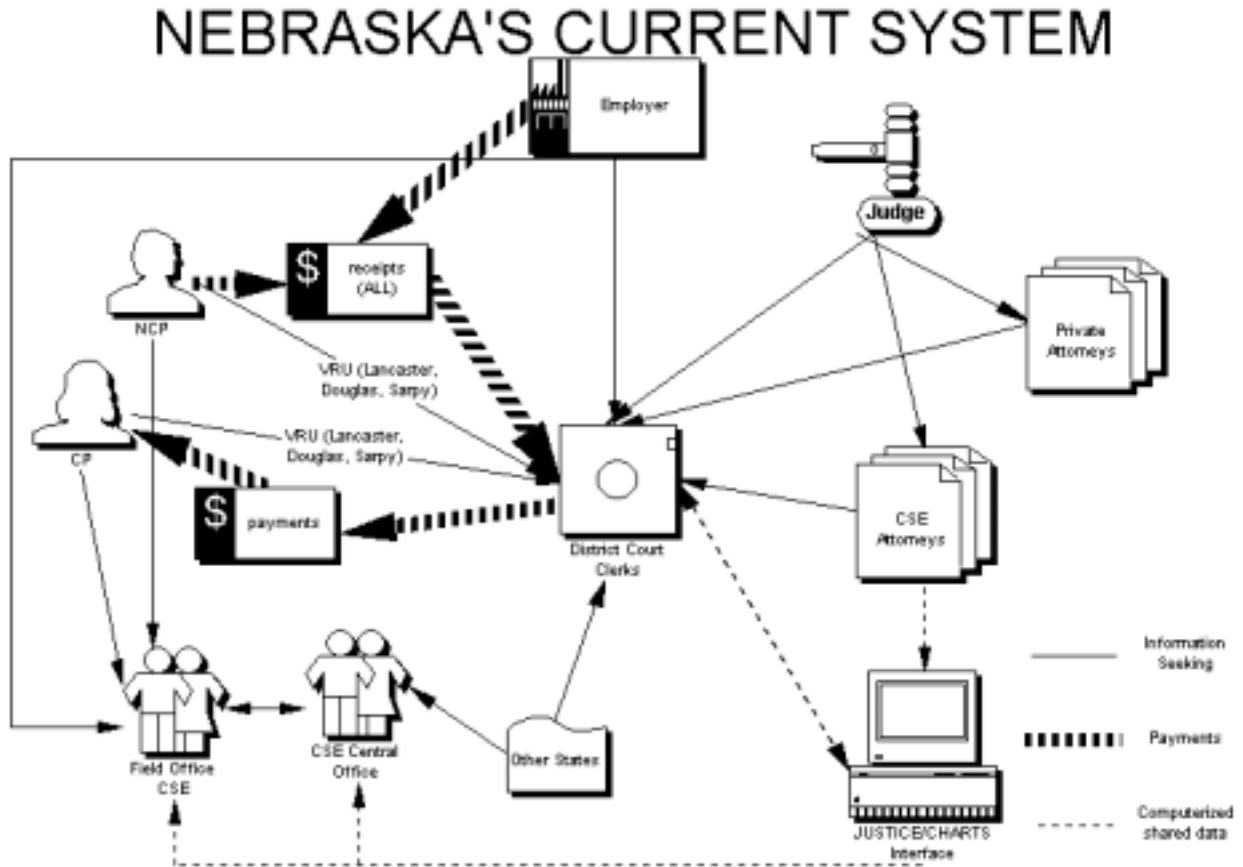 NEBRASKA'S CURRENT SYSTEM
Employer
Judge
$
receipts
(ALL)
NCP
Private
Attorneys
VRU (Lancaster,
Douglas, Sarpy)
VRU (Lancaster,
Douglas, Sarpy)
CP
$
payments
CSE
Attorneys
District Court
Clerks
Information
Seeking
Payments
Field Office
CSE
CSE Central
Office
Other States
Computerized
shared data
JUSTICE/CHARTS
Interface